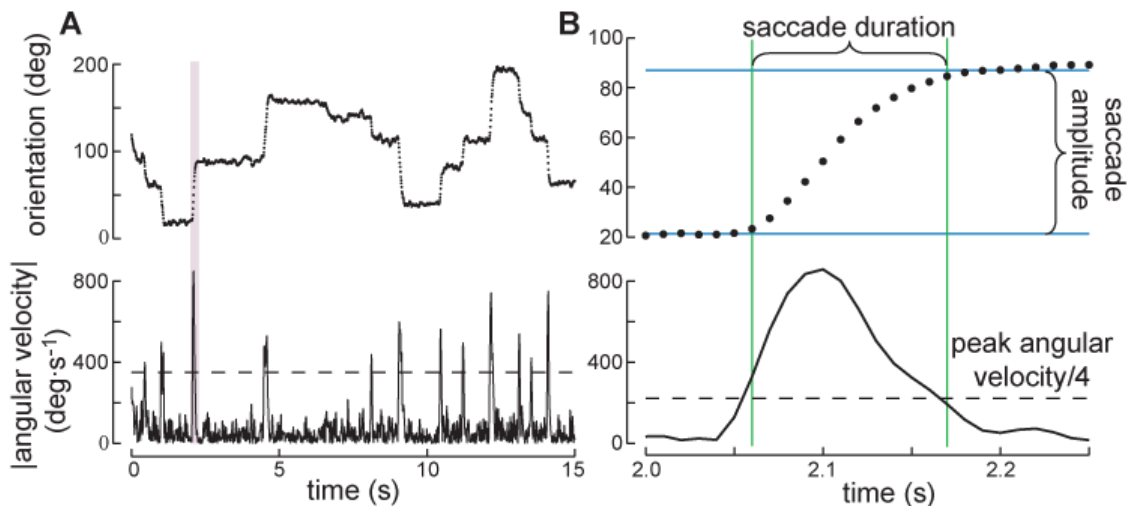 A
orientation (deg)
200
100
0
|angular velocity|
(deg·s⁻¹)
800
400
0
0
5
10
15
time (s)
B
saccade duration
100
80
60
40
20
saccade
amplitude
800
400
0
peak angular
velocity/4
2.0
2.1
2.2
time (s)